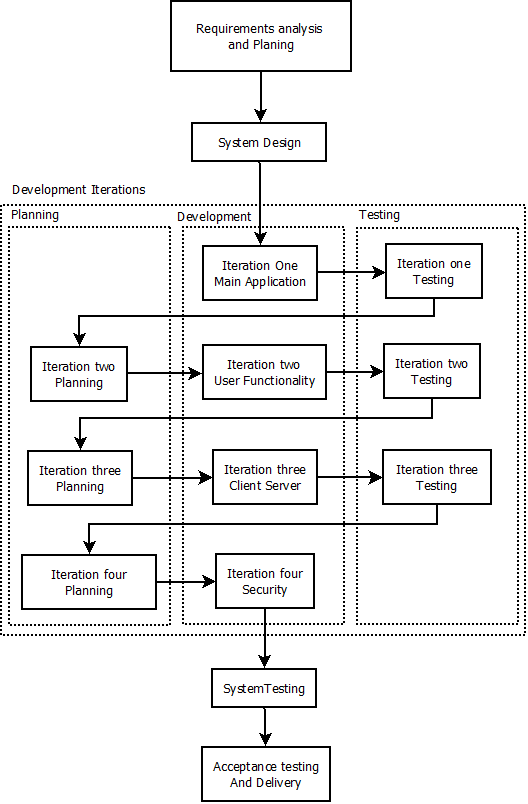 Requirements analysis
and Planing
System Design
Development Iterations
Planning
Development
Testing
Iteration One
Main Application
Iteration one
Testing
Iteration two
Planning
Iteration two
User Functionality
Iteration two
Testing
Iteration three
Planning
Iteration three
Client Server
Iteration three
Testing
Iteration four
Planning
Iteration four
Security
SystemTesting
Acceptance testing
And Delivery